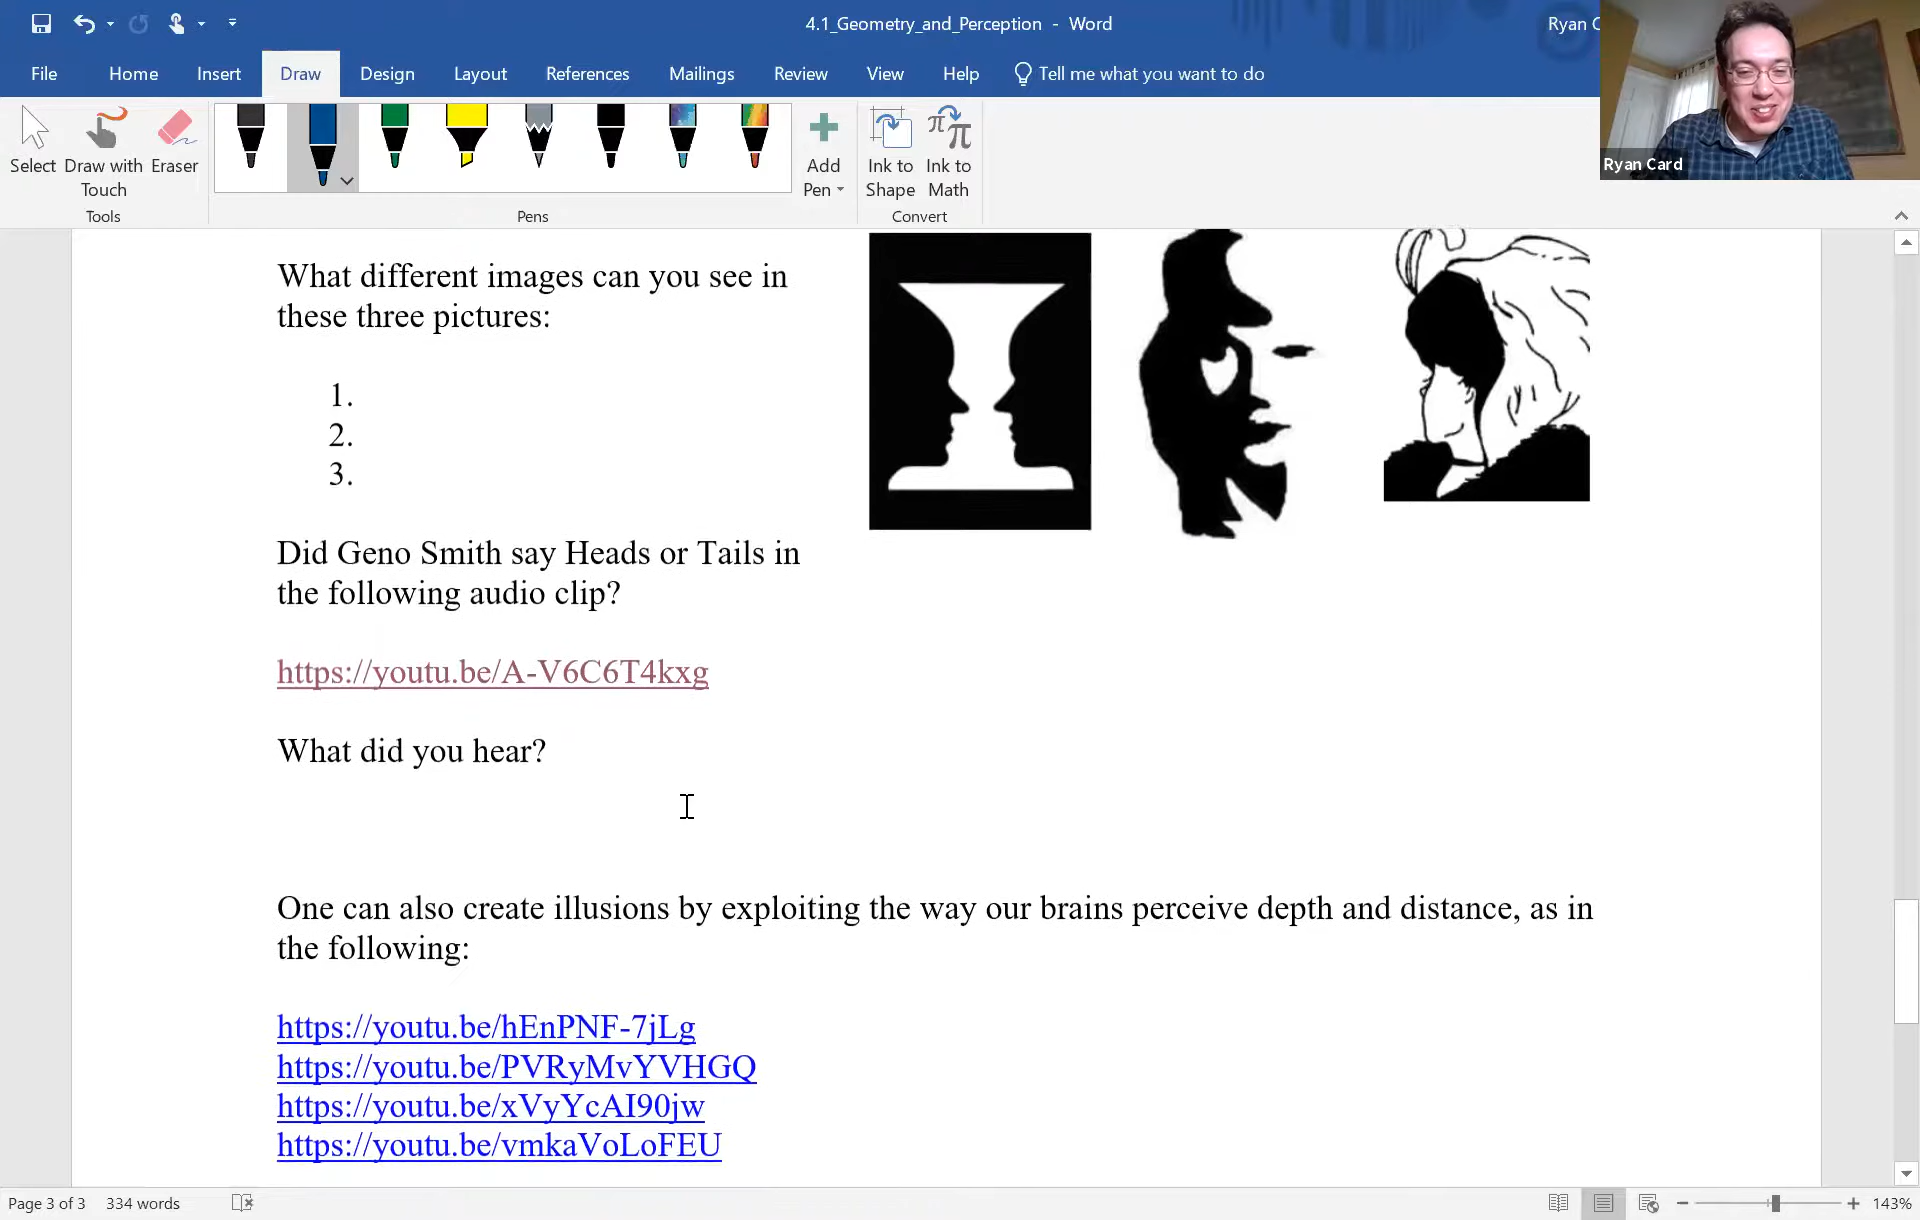 4.1_Geometry_and_Perception - Word
Ryan C
File Home Insert Draw Design Layout References Mailings Review View Help Tell me what you want to do
Select Draw with Touch Eraser
Tools
Pens
Add Pen
Ink to Shape Ink to Math
Convert
Ryan Card
What different images can you see in
these three pictures:
1.
2.
3.
Did Geno Smith say Heads or Tails in
the following audio clip?
https://youtu.be/A-V6C6T4kxg
What did you hear?
One can also create illusions by exploiting the way our brains perceive depth and distance, as in
the following:
https://youtu.be/hEnPNF-7jLg
https://youtu.be/PVRyMvYVHGQ
https://youtu.be/xVyYcAI90jw
https://youtu.be/vmkaVoLoFEU
Page 3 of 3 334 words
143%